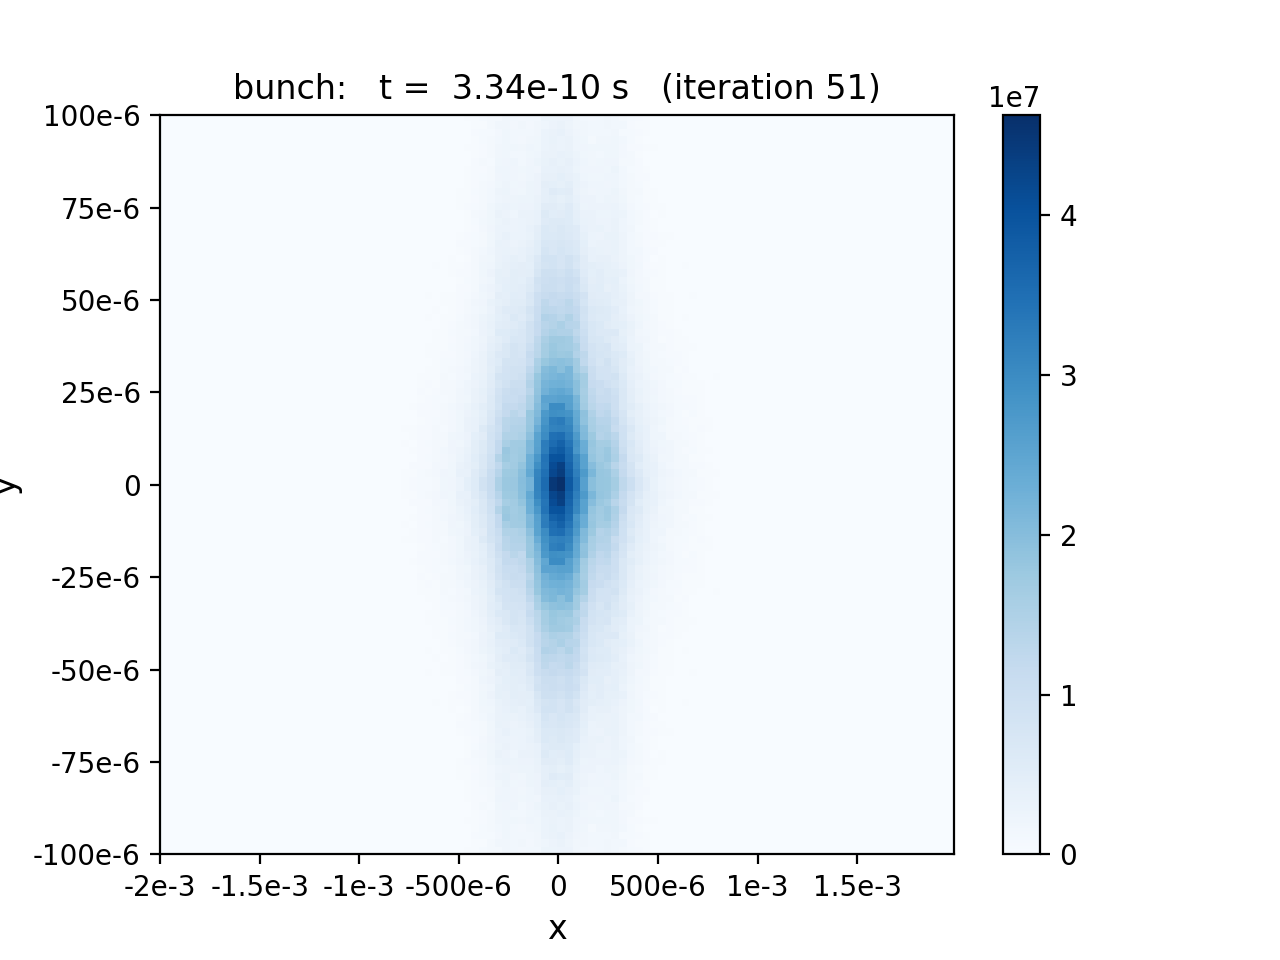 bunch:   t =  3.34e-10 s   (iteration 51)
1e7
100e-6
75e-6
50e-6
25e-6
0
-25e-6
-50e-6
-75e-6
-100e-6
y
-2e-3 -1.5e-3 -1e-3 -500e-6 0 500e-6 1e-3 1.5e-3
x
4
3
2
1
0